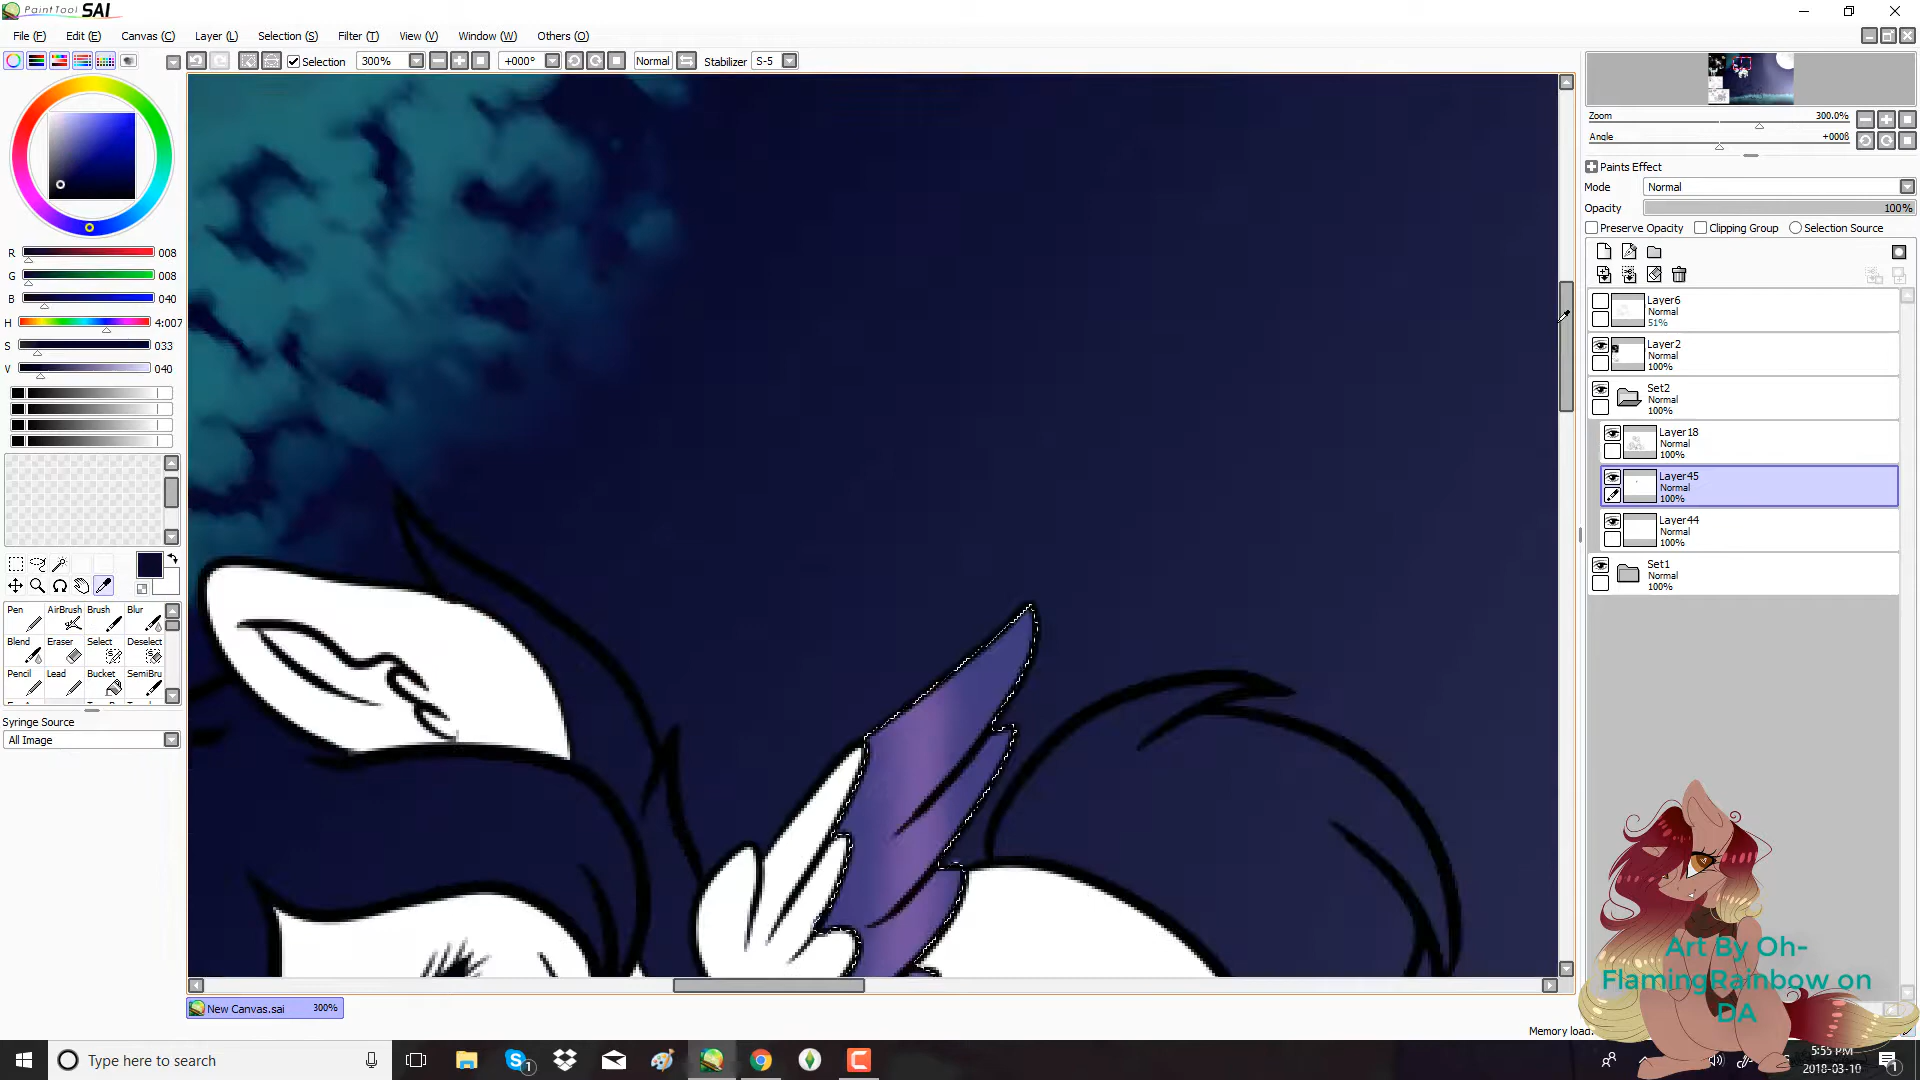 PaintTool SAI
File (F) Edit (E) Canvas (C) Layer (L) Selection (S) Filter (T) View (V) Window (W) Others (O)
Selection 300% +000° Normal Stabilizer S-5
Zoom 300.0%
Angle +000ß
Paints Effect
Mode Normal
Opacity 100%
Preserve Opacity Clipping Group Selection Source
R 008
G 008
B 040
H 4:007
S 033
V 040
Layer6
Normal
51%
Layer2
Normal
100%
Set2
Normal
100%
Layer18
Normal
100%
Layer45
Normal
100%
Layer44
Normal
100%
Set1
Normal
100%
Pen AirBrush Brush Blur
Blend Eraser Select Deselect
Pencil Lead Bucket SemiBru
Syringe Source
All Image
New Canvas.sai 300%
Art By Oh-
FlamingRainbow on
DA
Memory load
Type here to search
5:55 PM
2018-03-10